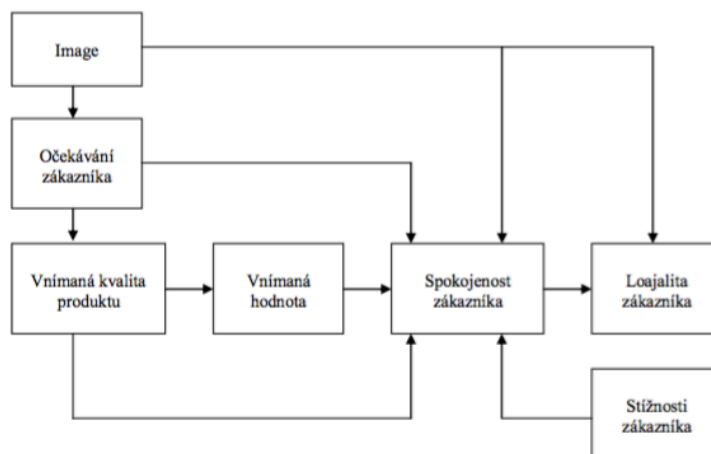 Image
Očekávání
zákazníka
Vnímaná kvalita
produktu
Vnímaná
hodnota
Spokojenost
zákazníka
Loajalita
zákazníka
Stížnosti
zákazníka